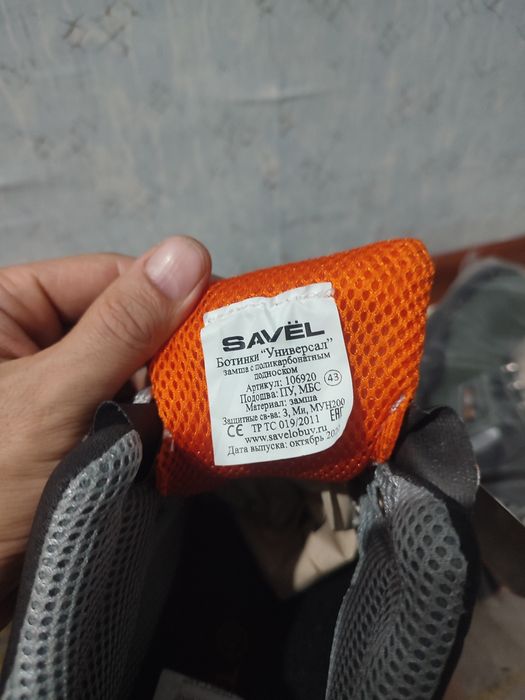 SAVËL
Ботинки "Универсал"
замша с поликарбонатным
подноском
Артикул: 106920
Подошва: ПУ, МБС
43
Материал: замша
Защитные св-ва: З, Ми, МУН200
CE ТР ТС 019/2011 EAC
www.savelobuv.ru
Дата выпуска: октябрь